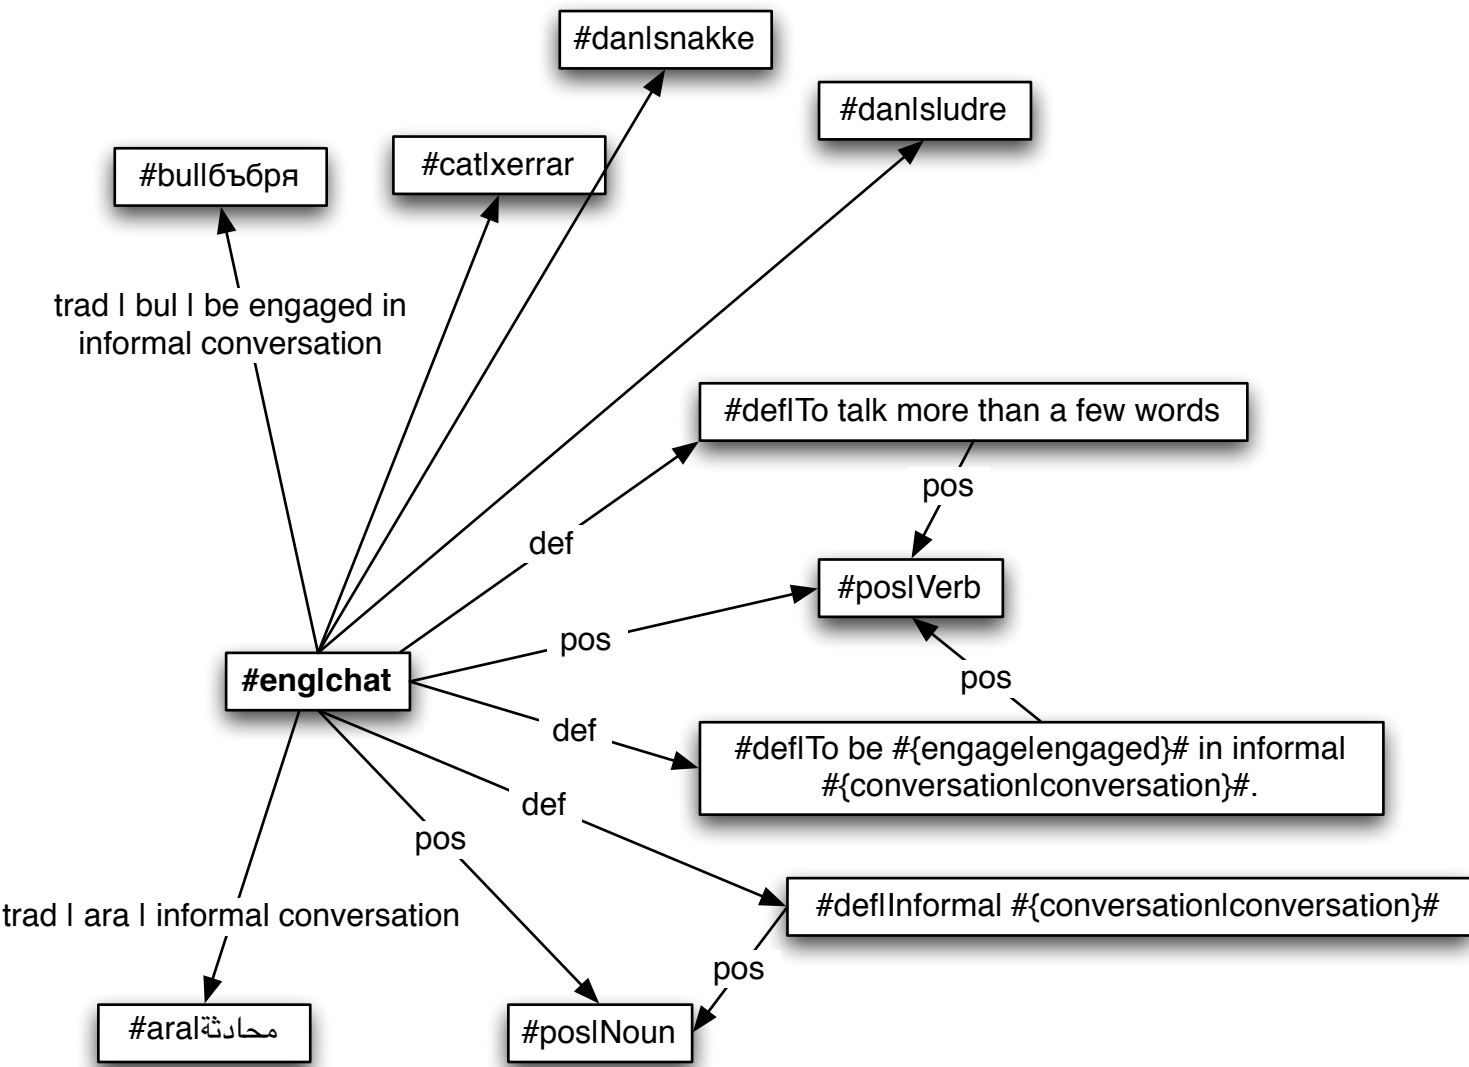 #dan|snakke
#dan|sludre
#cat|xerrar
#bul|бъбря
trad | bul | be engaged in
informal conversation
#def|To talk more than a few words
pos
def
#pos|Verb
pos
#eng|chat
pos
def
#def|To be #{engage|engaged}# in informal
#{conversation|conversation}#.
def
pos
#def|Informal #{conversation|conversation}#
trad | ara | informal conversation
pos
#ara|محادثة
#pos|Noun